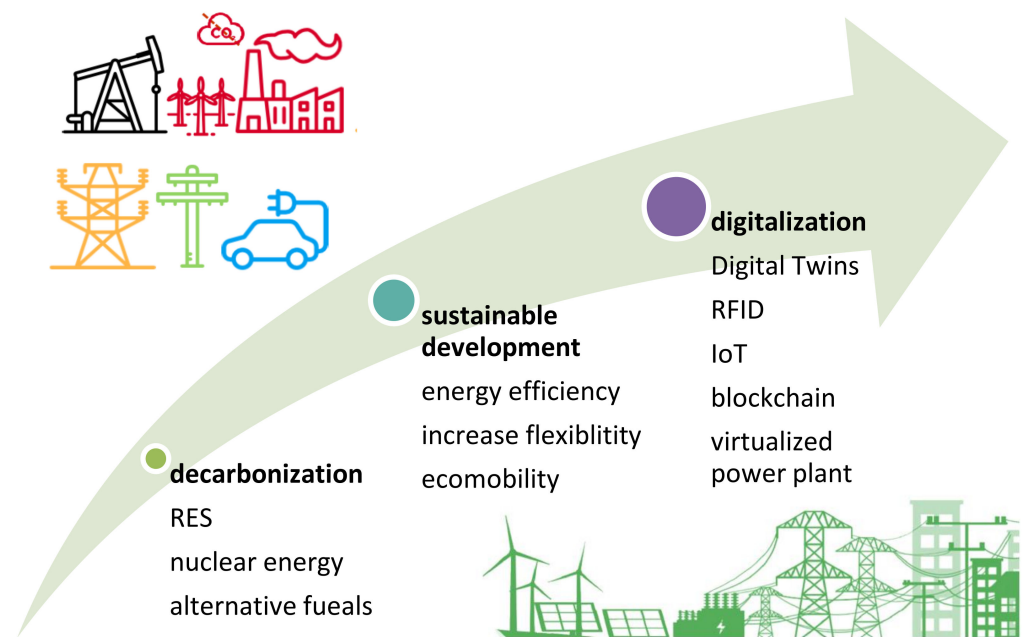 CO₂
decarbonization
RES
nuclear energy
alternative fueals
sustainable
development
energy efficiency
increase flexiblitity
ecomobility
digitalization
Digital Twins
RFID
IoT
blockchain
virtualized
power plant